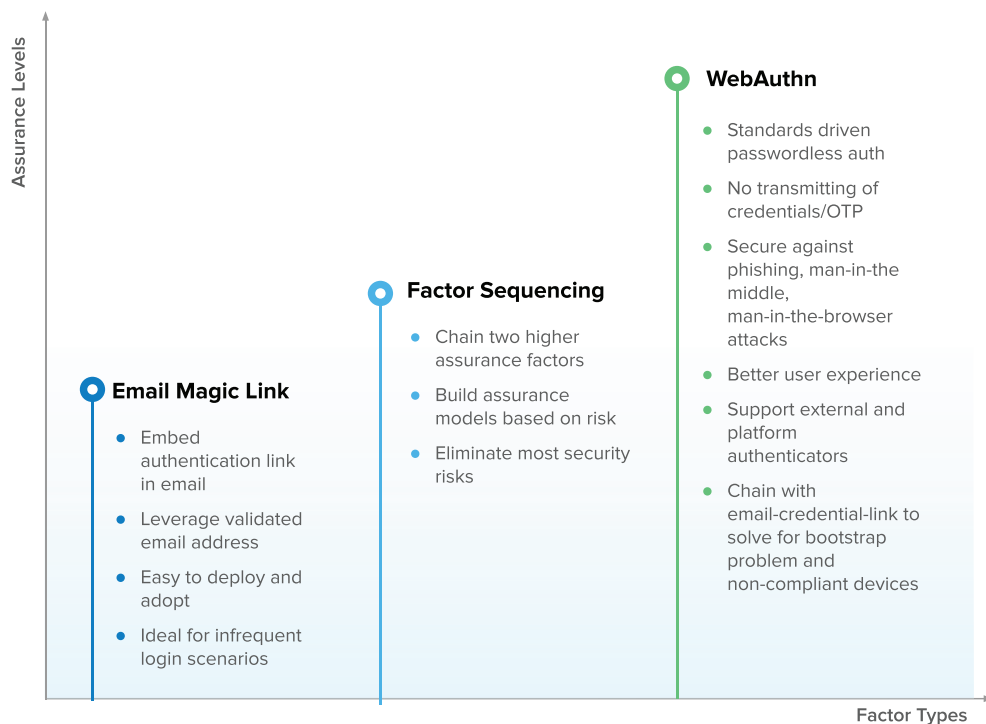 Assurance Levels
Email Magic Link
Embed
authentication link
in email
Leverage validated
email address
Easy to deploy and
adopt
Ideal for infrequent
login scenarios
Factor Sequencing
Chain two higher
assurance factors
Build assurance
models based on risk
Eliminate most security
risks
WebAuthn
Standards driven
passwordless auth
No transmitting of
credentials/OTP
Secure against
phishing, man-in-the
middle,
man-in-the-browser
attacks
Better user experience
Support external and
platform
authenticators
Chain with
email-credential-link to
solve for bootstrap
problem and
non-compliant devices
Factor Types